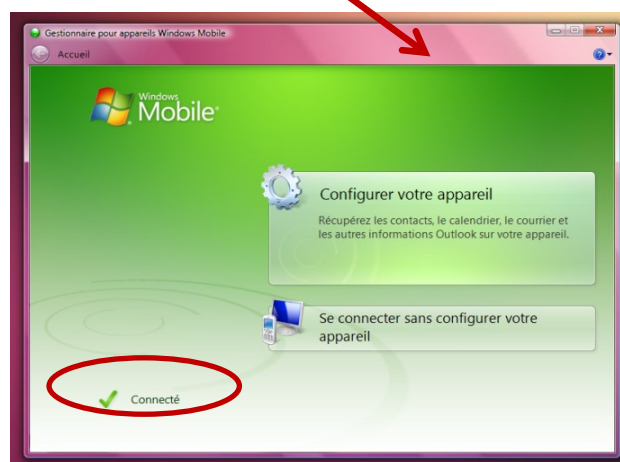 Gestionnaire pour appareils Windows Mobile
Accueil
Windows
Mobile
Configurer votre appareil
Récupérez les contacts, le calendrier, le courrier et
les autres informations Outlook sur votre appareil.
Se connecter sans configurer votre
appareil
Connecté